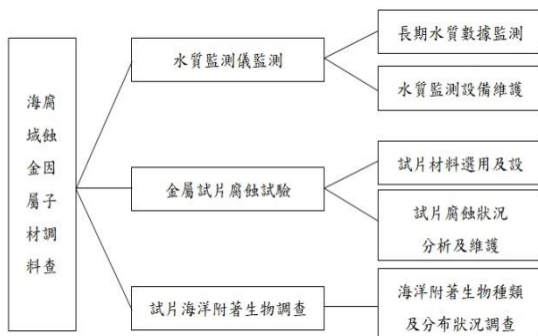 海域金屬材料
腐蝕因子調查
水質監測儀監測
長期水質數據監測
水質監測設備維護
金屬試片腐蝕試驗
試片材料選用及設
試片腐蝕狀況
分析及維護
試片海洋附著生物調查
海洋附著生物種類
及分布狀況調查